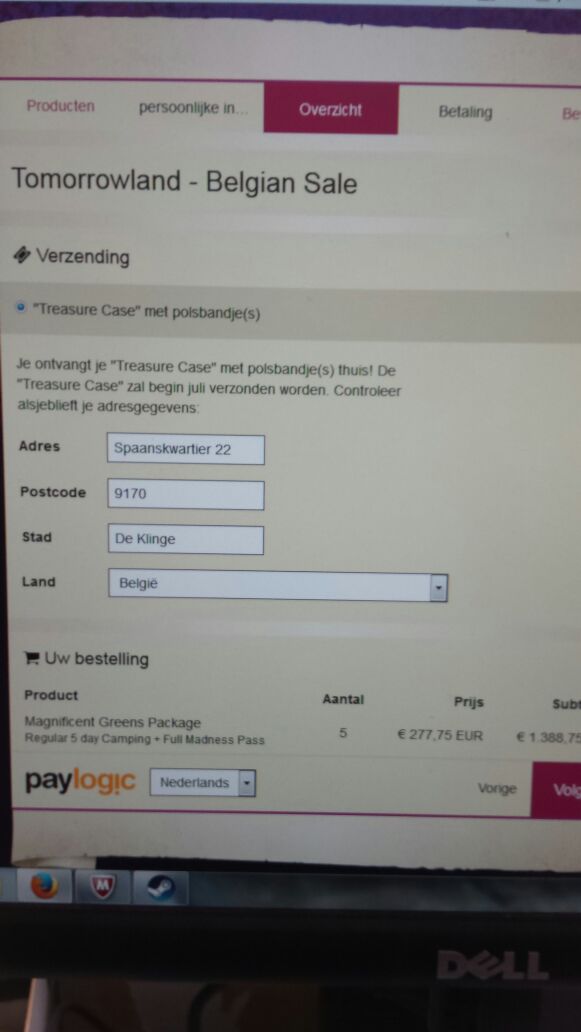 Producten persoonlijke in... Overzicht Betaling Be
Tomorrowland - Belgian Sale
Verzending
"Treasure Case" met polsbandje(s)
Je ontvangt je "Treasure Case" met polsbandje(s) thuis! De
"Treasure Case" zal begin juli verzonden worden. Controleer
alsjeblieft je adresgegevens:
Adres Spaanskwartier 22
Postcode 9170
Stad De Klinge
Land België
Uw bestelling
Product Aantal Prijs Subt
Magnificent Greens Package
Regular 5 day Camping + Full Madness Pass 5 € 277,75 EUR € 1.388,75
paylogic Nederlands Vorige Volg
DELL